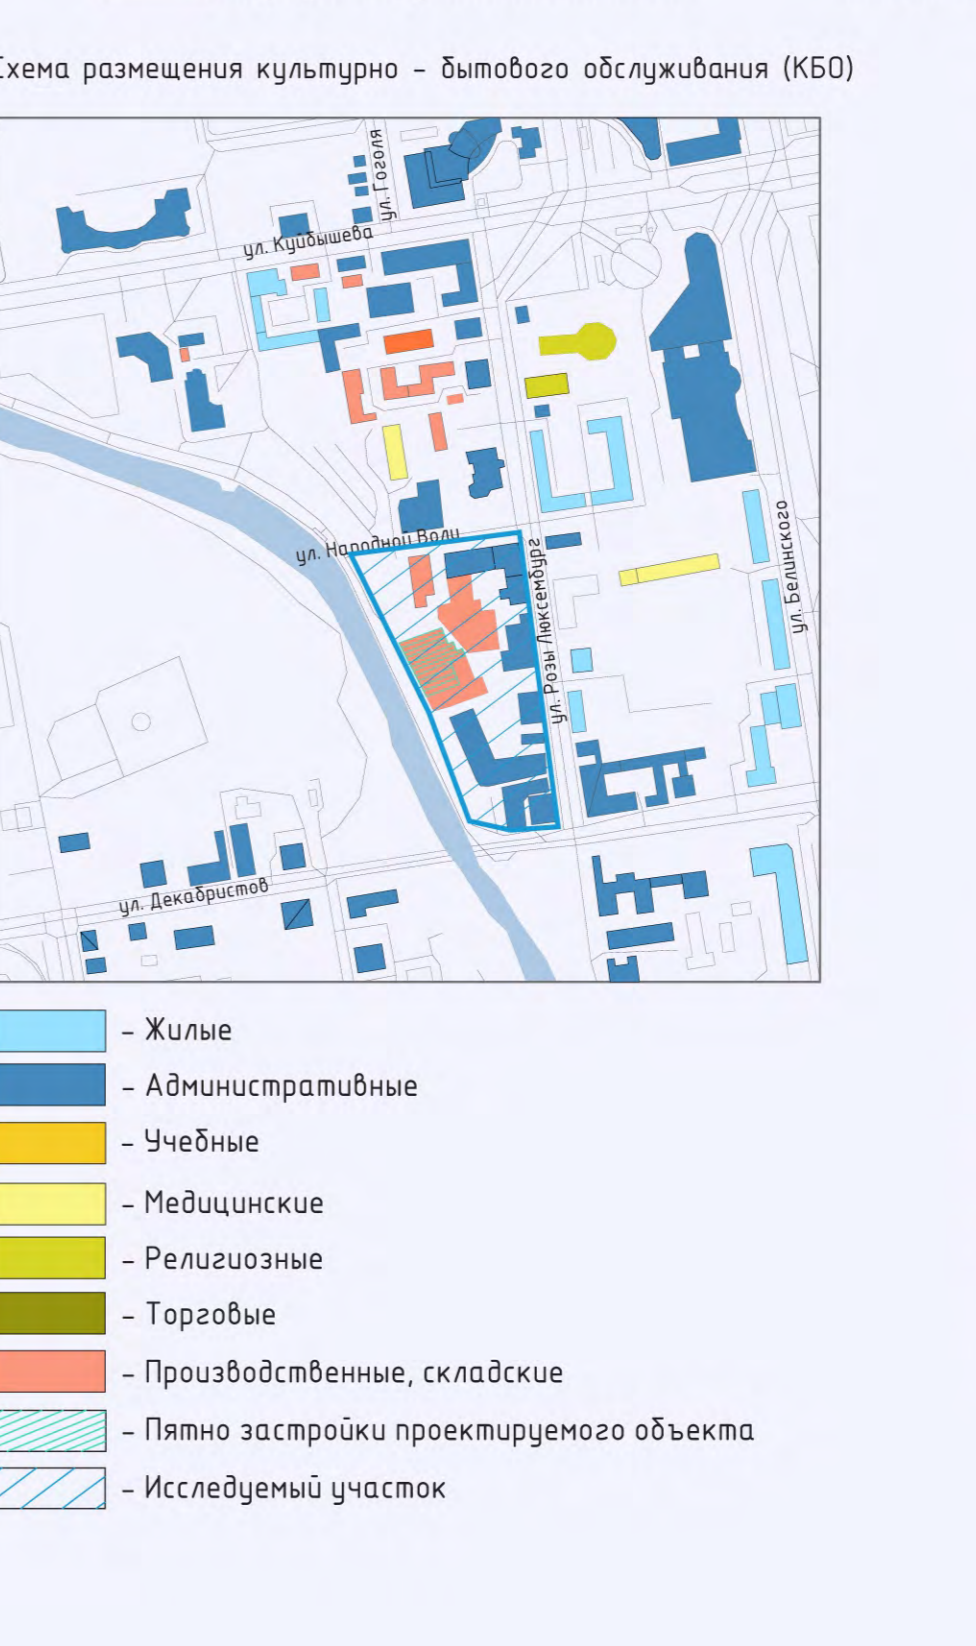 Схема размещения культурно - бытового обслуживания (КБО)
ул. Гоголя
ул. Куйбышева
ул. Народной Воли
ул. Розы Люксембург
ул. Белинского
ул. Декабристов
- Жилые
- Административные
- Учебные
- Медицинские
- Религиозные
- Торговые
- Производственные, складские
- Пятно застройки проектируемого объекта
- Исследуемый участок